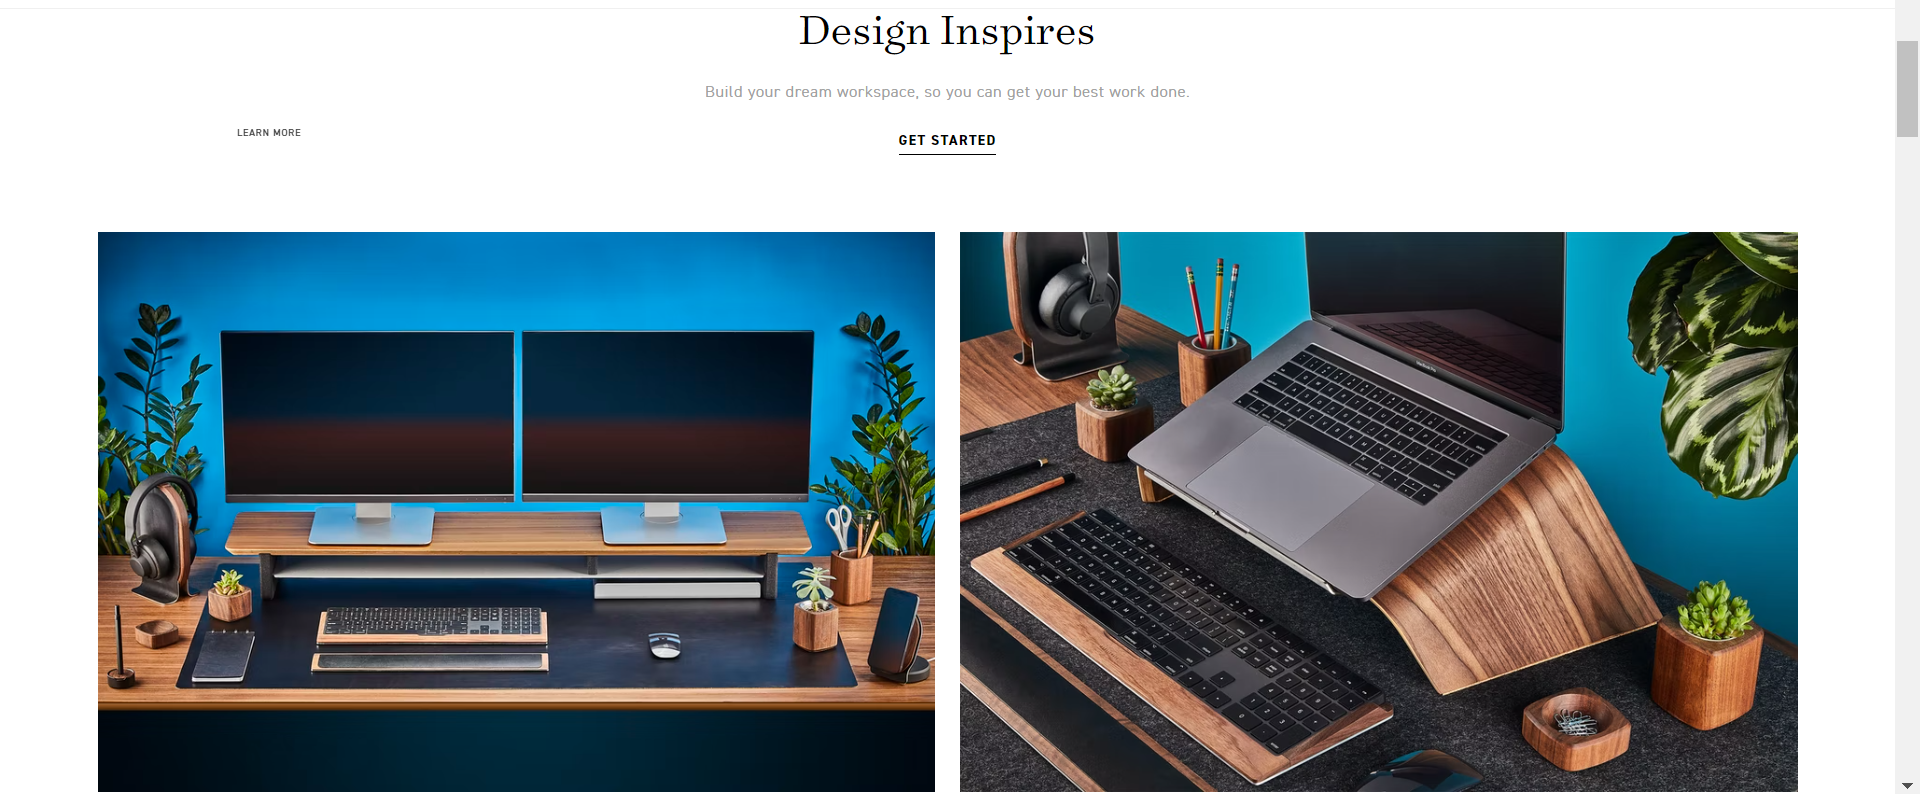 Design Inspires
Build your dream workspace, so you can get your best work done.
LEARN MORE
GET STARTED